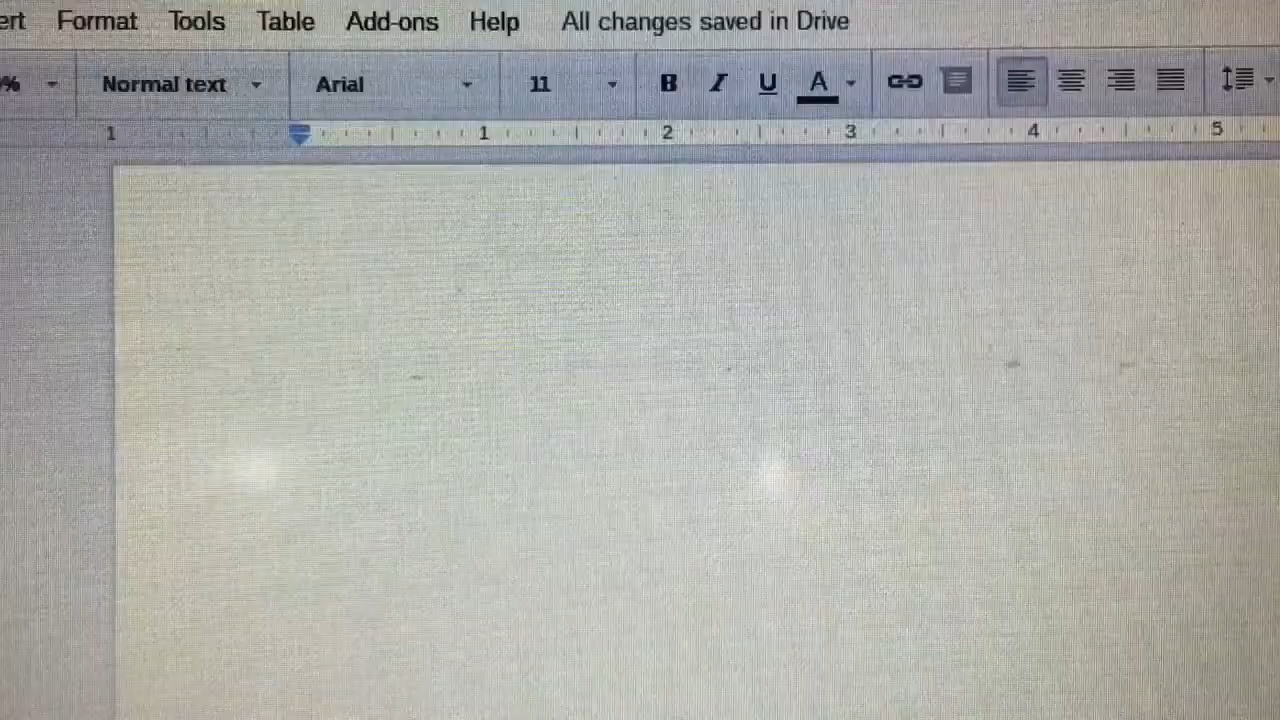 Format Tools Table Add-ons Help All changes saved in Drive
% Normal text Arial 11 B I U A
1 1 2 3 4 5